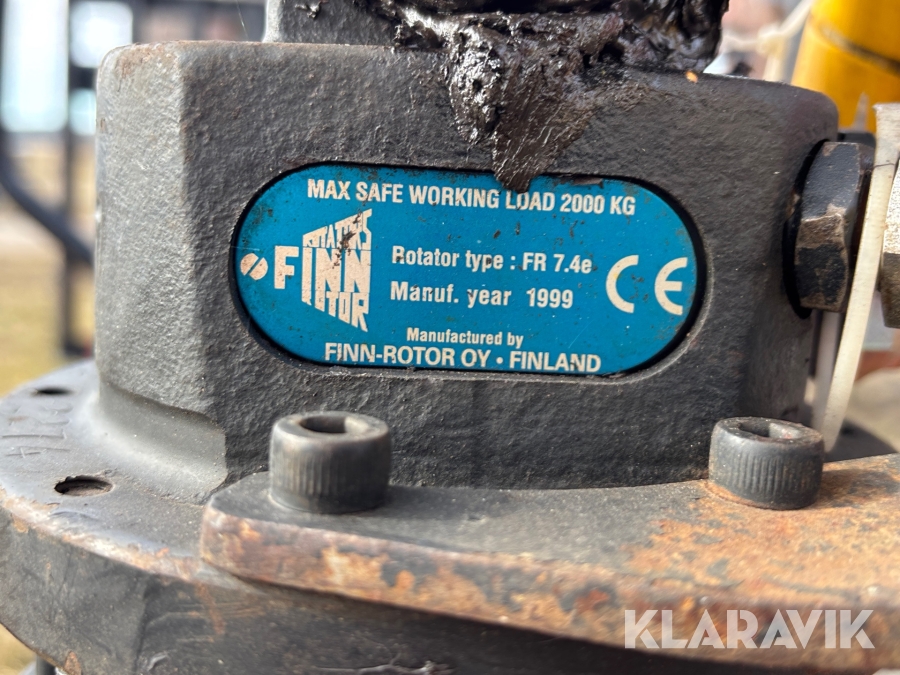 MAX SAFE WORKING LOAD 2000 KG
ROTATORS
FINN
ROTOR
Rotator type : FR 7.4e
Manuf. year 1999
CE
Manufactured by
FINN-ROTOR OY • FINLAND
KLARAVIK